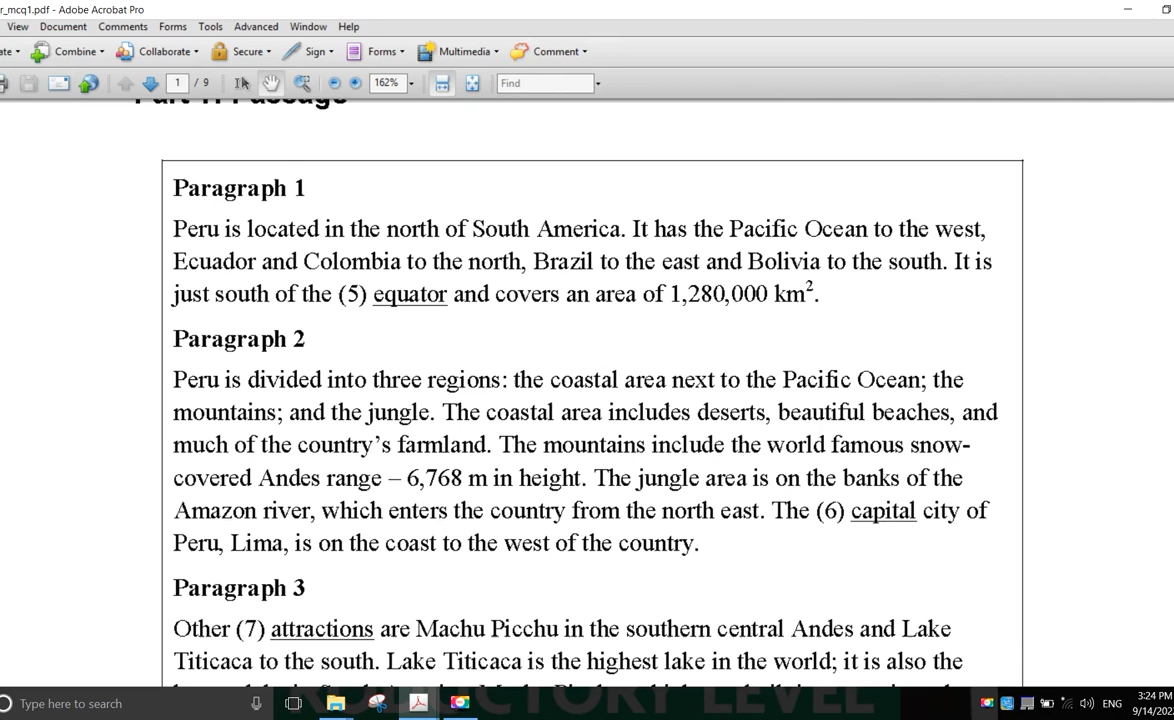 r_mcq1.pdf - Adobe Acrobat Pro
View Document Comments Forms Tools Advanced Window Help
ate Combine Collaborate Secure Sign Forms Multimedia Comment
1 / 9 162% Find
Part 1: Passage
Paragraph 1
Peru is located in the north of South America. It has the Pacific Ocean to the west,
Ecuador and Colombia to the north, Brazil to the east and Bolivia to the south. It is
just south of the (5) equator and covers an area of 1,280,000 km².
Paragraph 2
Peru is divided into three regions: the coastal area next to the Pacific Ocean; the
mountains; and the jungle. The coastal area includes deserts, beautiful beaches, and
much of the country's farmland. The mountains include the world famous snow-
covered Andes range – 6,768 m in height. The jungle area is on the banks of the
Amazon river, which enters the country from the north east. The (6) capital city of
Peru, Lima, is on the coast to the west of the country.
Paragraph 3
Other (7) attractions are Machu Picchu in the southern central Andes and Lake
Titicaca to the south. Lake Titicaca is the highest lake in the world; it is also the
Type here to search
ENG
3:24 PM
9/14/202